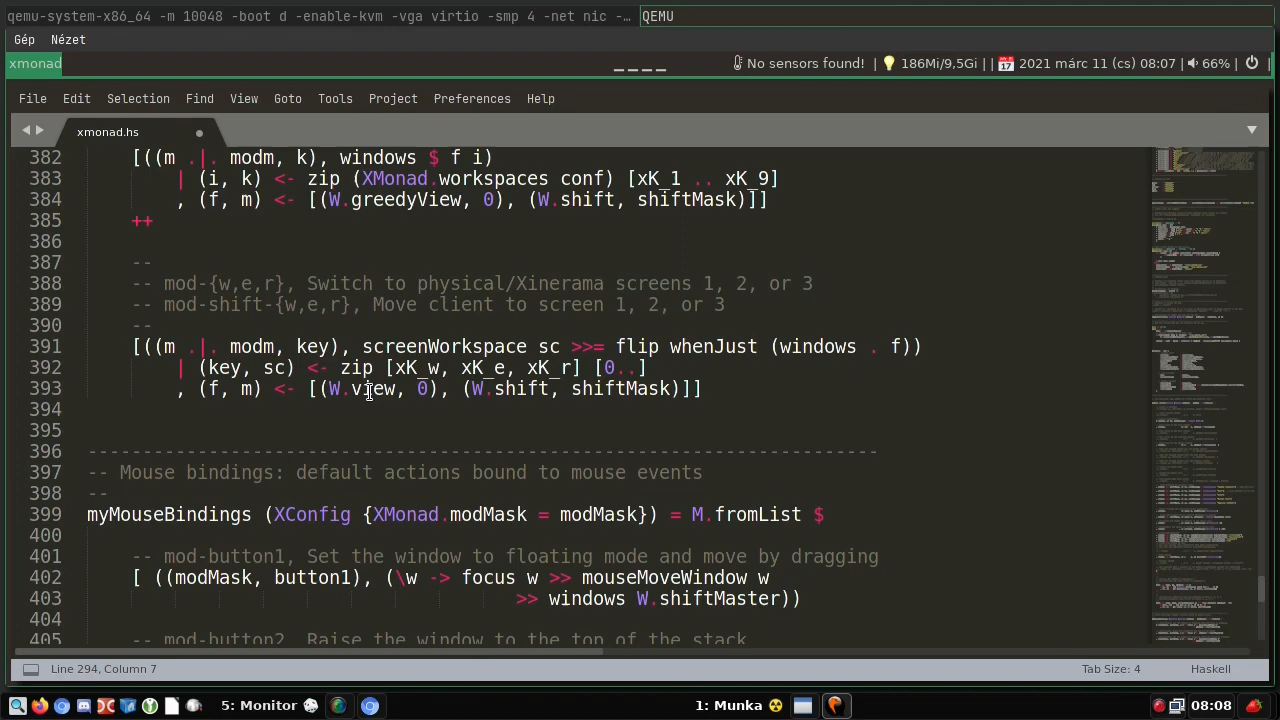 qemu-system-x86_64 -m 10048 -boot d -enable-kvm -vga virtio -smp 4 -net nic -…
QEMU
Gép Nézet
xmonad
No sensors found! | 186Mi/9,5Gi | | 2021 márc 11 (cs) 08:07 | 66% | |
File Edit Selection Find View Goto Tools Project Preferences Help
xmonad.hs
382 [((m .|. modm, k), windows $ f i)
383 | (i, k) <- zip (XMonad.workspaces conf) [xK_1 .. xK_9]
384 , (f, m) <- [(W.greedyView, 0), (W.shift, shiftMask)]]
385 ++
386
387 --
388 -- mod-{w,e,r}, Switch to physical/Xinerama screens 1, 2, or 3
389 -- mod-shift-{w,e,r}, Move client to screen 1, 2, or 3
390 --
391 [((m .|. modm, key), screenWorkspace sc >>= flip whenJust (windows . f))
392 | (key, sc) <- zip [xK_w, xK_e, xK_r] [0..]
393 , (f, m) <- [(W.view, 0), (W.shift, shiftMask)]]
394
395
396 ------------------------------------------------------------------------
397 -- Mouse bindings: default actions bound to mouse events
398 --
399 myMouseBindings (XConfig {XMonad.modMask = modMask}) = M.fromList $
400
401 -- mod-button1, Set the window to floating mode and move by dragging
402 [ ((modMask, button1), (\w -> focus w >> mouseMoveWindow w
403 >> windows W.shiftMaster))
404
405 -- mod-button2, Raise the window to the top of the stack
Line 294, Column 7
Tab Size: 4 Haskell
5: Monitor
1: Munka
08:08